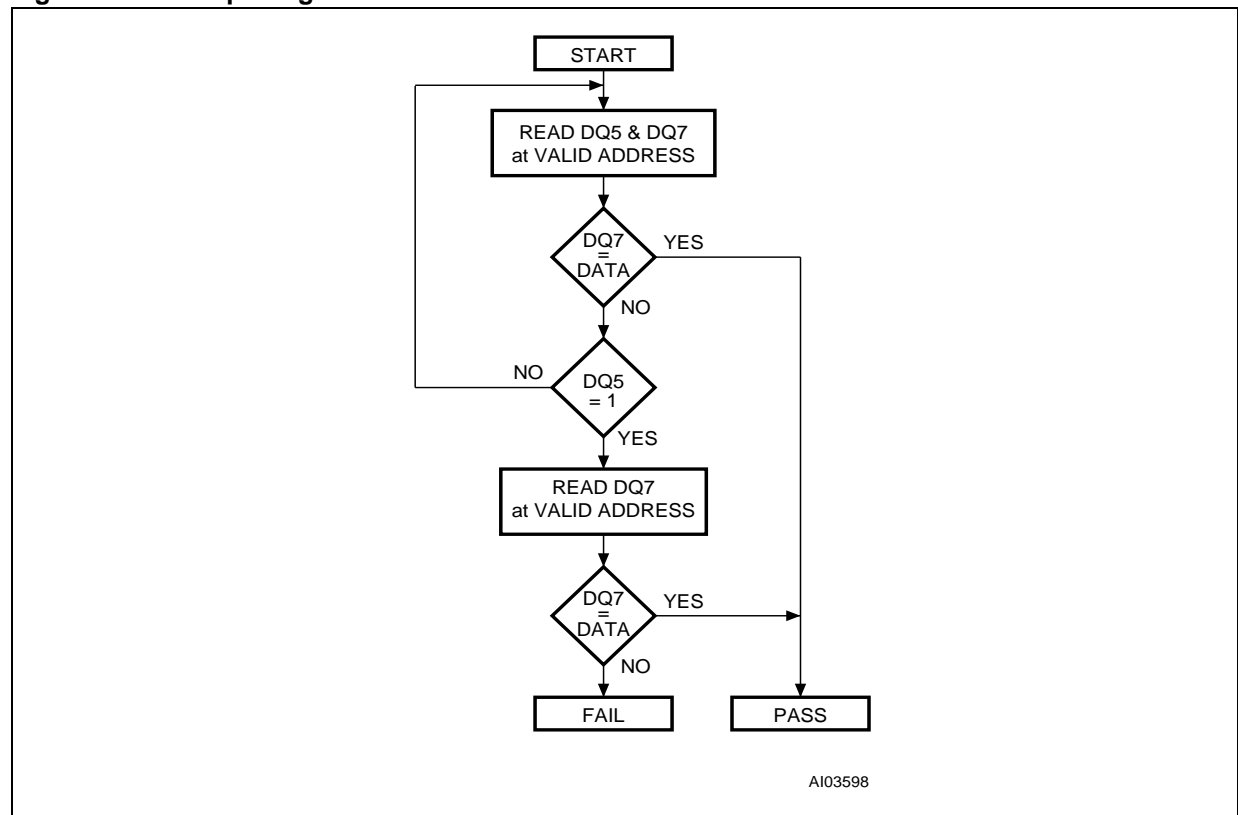 START
READ DQ5 & DQ7
at VALID ADDRESS
DQ7
=
DATA
YES
NO
NO
DQ5
= 1
YES
READ DQ7
at VALID ADDRESS
DQ7
=
DATA
YES
NO
FAIL
PASS
AI03598